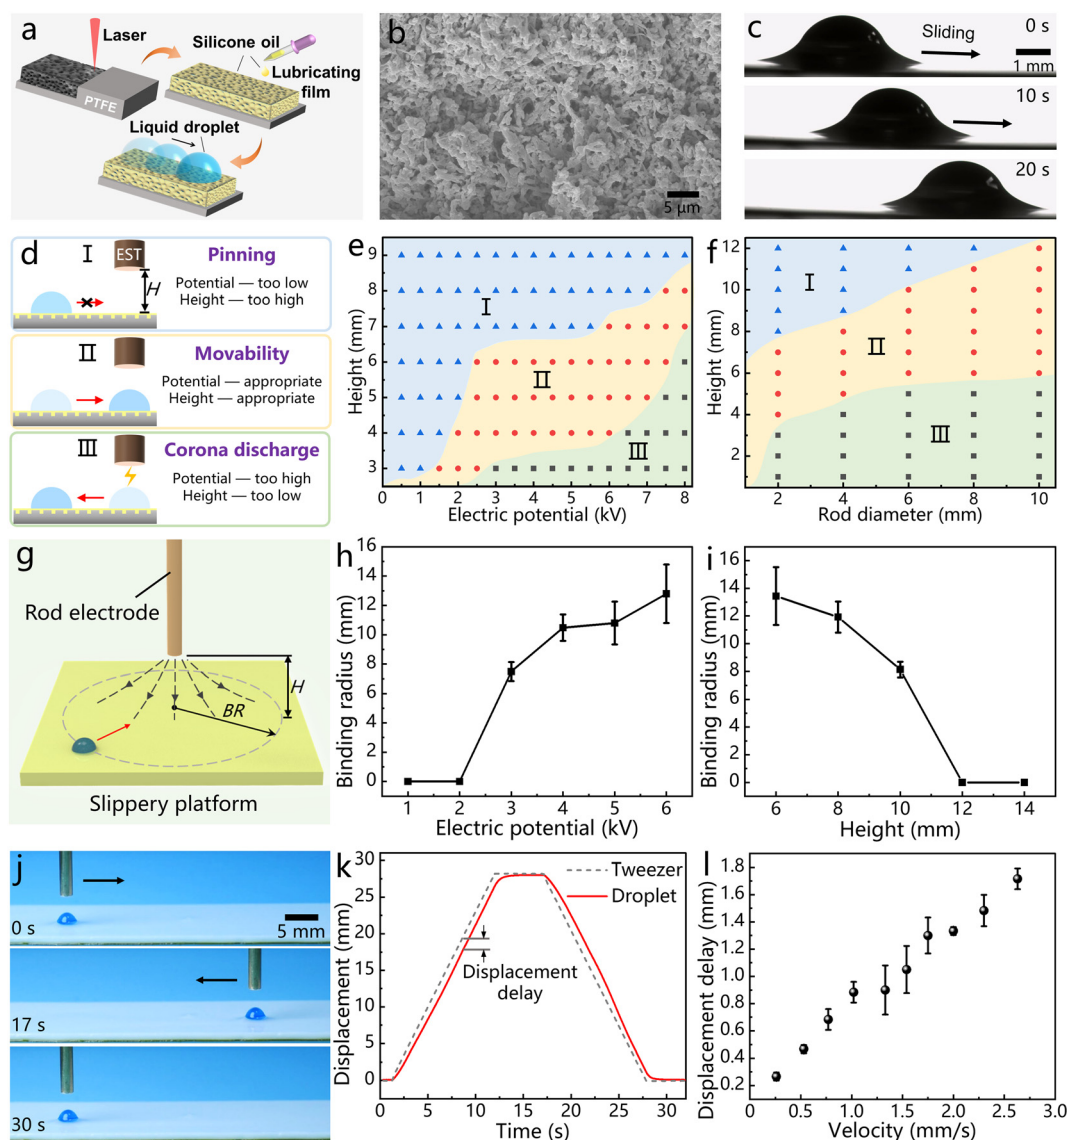 a
Laser
Silicone oil
Lubricating
film
PTFE
Liquid droplet
b
5 μm
c
0 s
Sliding
1 mm
10 s
20 s
d
I
EST
H
Pinning
Potential — too low
Height — too high
II
Movability
Potential — appropriate
Height — appropriate
III
Corona discharge
Potential — too high
Height — too low
e
Height (mm)
9
8
7
6
5
4
3
I
II
III
0 1 2 3 4 5 6 7 8
Electric potential (kV)
f
Height (mm)
12
10
8
6
4
2
I
II
III
2 4 6 8 10
Rod diameter (mm)
g
Rod electrode
H
BR
Slippery platform
h
Binding radius (mm)
16
14
12
10
8
6
4
2
0
1 2 3 4 5 6
Electric potential (kV)
i
Binding radius (mm)
16
14
12
10
8
6
4
2
0
6 8 10 12 14
Height (mm)
j
0 s
5 mm
17 s
30 s
k
Displacement (mm)
30
25
20
15
10
5
0
Tweezer
Droplet
Displacement
delay
0 5 10 15 20 25 30
Time (s)
l
Displacement delay (mm)
1.8
1.6
1.4
1.2
1.0
0.8
0.6
0.4
0.2
0.0 0.5 1.0 1.5 2.0 2.5 3.0
Velocity (mm/s)